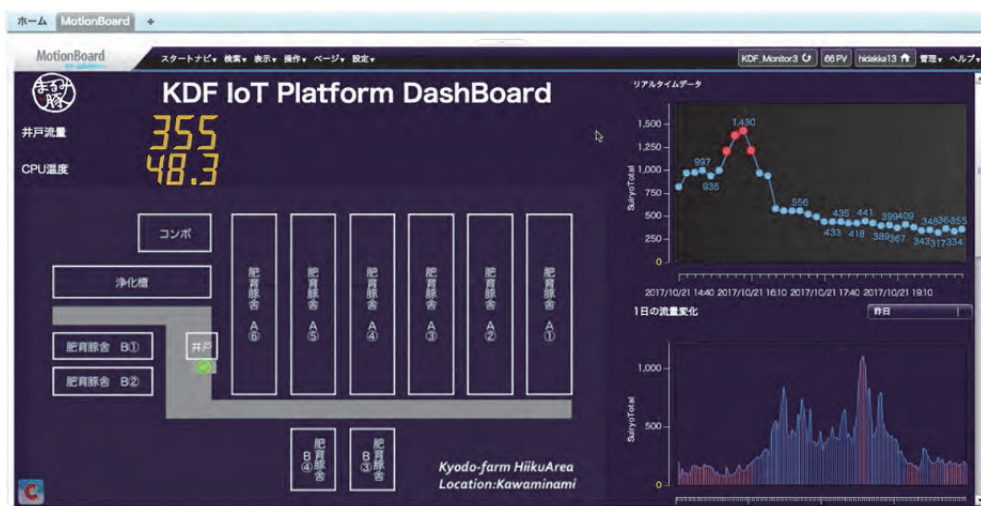 ホーム MotionBoard +
MotionBoard
スタートナビ▾ 検索▾ 表示▾ 操作▾ ページ▾ 設定▾
KDF_Monitor3 66 PV hidakka13 管理▾ ヘルプ▾
まるみ豚
KDF IoT Platform DashBoard
井戸流量 355
CPU温度 48.3
コンポ
浄化槽
肥育豚舎 B①
肥育豚舎 B②
井戸
肥育豚舎 A⑥
肥育豚舎 A⑤
肥育豚舎 A④
肥育豚舎 A③
肥育豚舎 A②
肥育豚舎 A①
肥育豚舎 B④
肥育豚舎 B③
Kyodo-farm HiikuArea
Location:Kawaminami
リアルタイムデータ
SuiryoTotal
1,500
1,250
1,000
750
500
250
0
997
935
1,430
556
433
435
418
441
389
399
367
409
343
348
317
36
334
355
2017/10/21 14:40 2017/10/21 16:10 2017/10/21 17:40 2017/10/21 19:10
1日の流量変化
昨日
SuiryoTotal
1,000
500
0
C